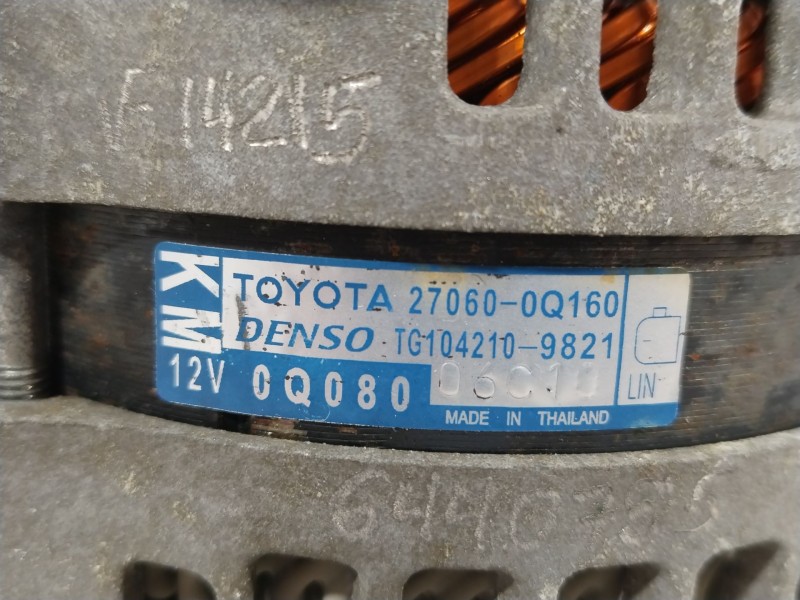 F14215
KM
TOYOTA 27060-0Q160
DENSO TG104210-9821
12V 0Q080
LIN
MADE IN THAILAND